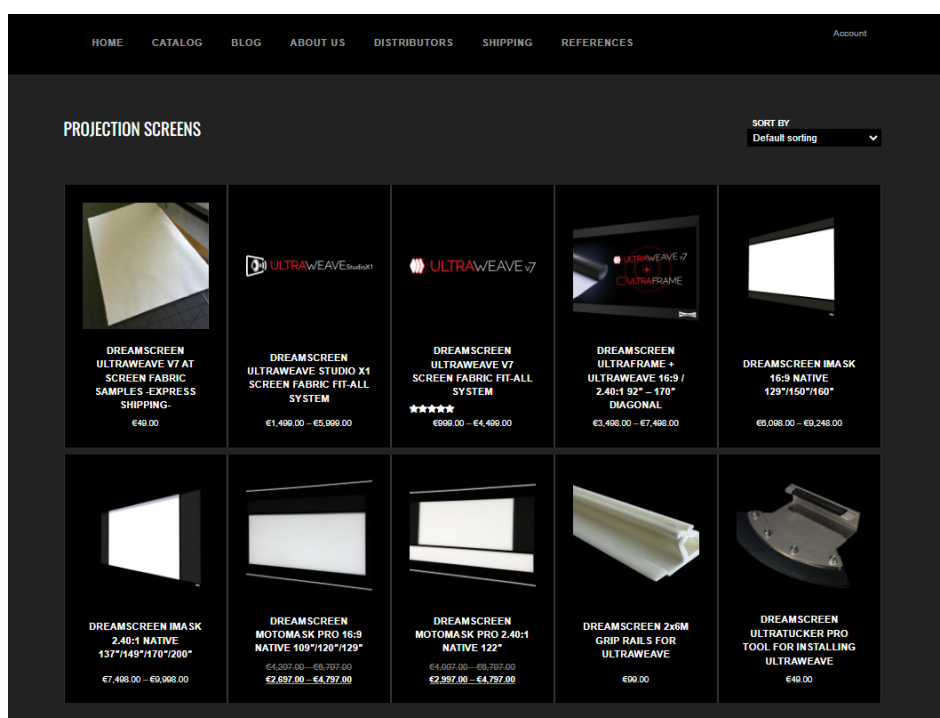 HOME CATALOG BLOG ABOUT US DISTRIBUTORS SHIPPING REFERENCES
Account
PROJECTION SCREENS
SORT BY
Default sorting
DREAMSCREEN
ULTRAWEAVE V7 AT
SCREEN FABRIC
SAMPLES -EXPRESS
SHIPPING-
€49.00
ULTRAWEAVE StudioX1
DREAMSCREEN
ULTRAWEAVE STUDIO X1
SCREEN FABRIC FIT-ALL
SYSTEM
€1,499.00 – €5,999.00
ULTRAWEAVE v7
DREAMSCREEN
ULTRAWEAVE V7
SCREEN FABRIC FIT-ALL
SYSTEM
€999.00 – €4,499.00
ULTRAWEAVE v7
+
ULTRAFRAME
DREAMSCREEN
ULTRAFRAME +
ULTRAWEAVE 16:9 /
2.40:1 92″ – 170″
DIAGONAL
€3,498.00 – €7,498.00
DREAMSCREEN IMASK
16:9 NATIVE
129″/150″/160″
€6,098.00 – €9,248.00
DREAMSCREEN IMASK
2.40:1 NATIVE
137″/149″/170″/200″
€7,498.00 – €9,998.00
DREAMSCREEN
MOTOMASK PRO 16:9
NATIVE 109″/120″/129″
€4,207.00 – €6,707.00
€2,697.00 – €4,797.00
DREAMSCREEN
MOTOMASK PRO 2.40:1
NATIVE 122″
€4,007.00 – €6,707.00
€2,997.00 – €4,797.00
DREAMSCREEN 2x6M
GRIP RAILS FOR
ULTRAWEAVE
€99.00
DREAMSCREEN
ULTRATUCKER PRO
TOOL FOR INSTALLING
ULTRAWEAVE
€49.00